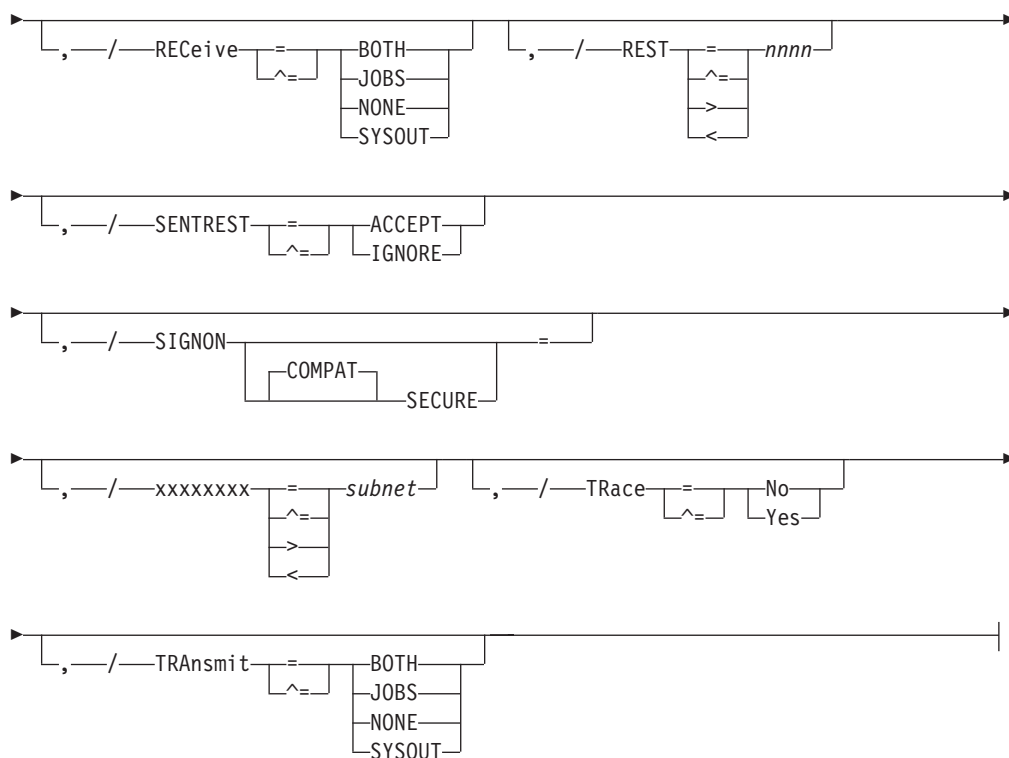 , / RECeive = BOTH , / REST = nnnn
^= JOBS ^=
NONE >
SYSOUT <
, / SENTREST = ACCEPT
^= IGNORE
, / SIGNON =
COMPAT
SECURE
, / xxxxxxxx = subnet , / TRace = No
^= ^= Yes
>
<
, / TRAnsmit = BOTH
^= JOBS
NONE
SYSOUT